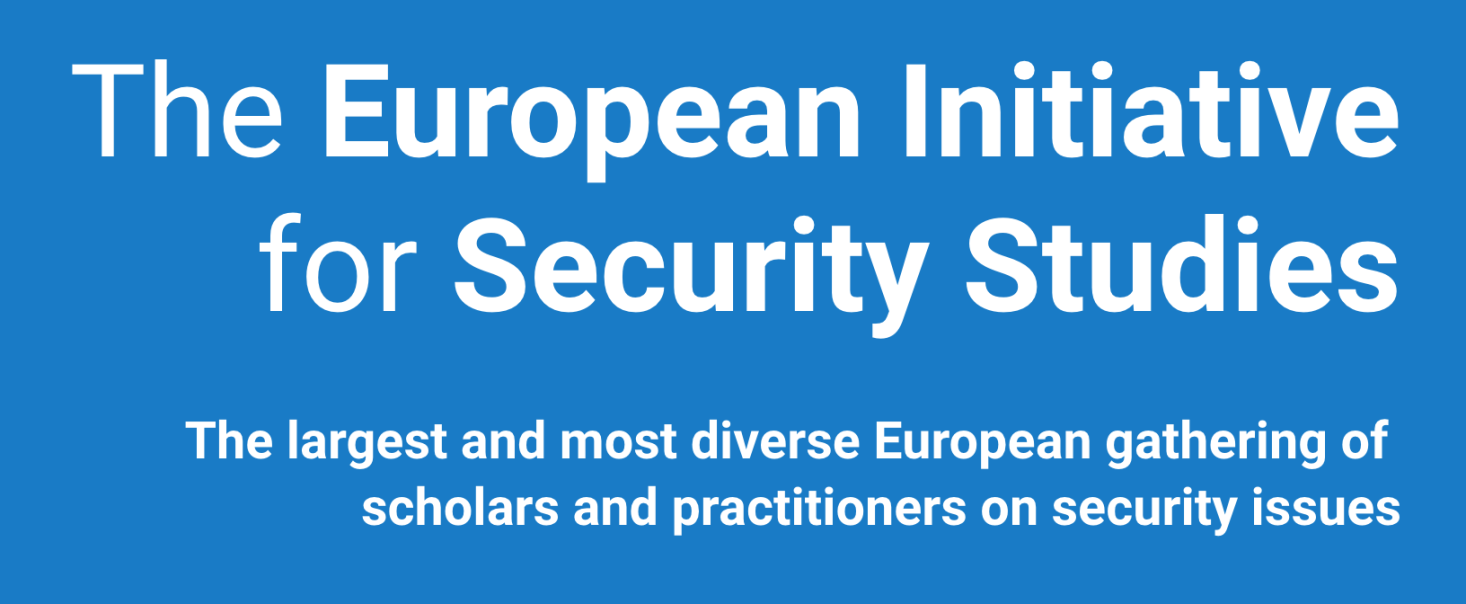 The European Initiative
for Security Studies
The largest and most diverse European gathering of
scholars and practitioners on security issues